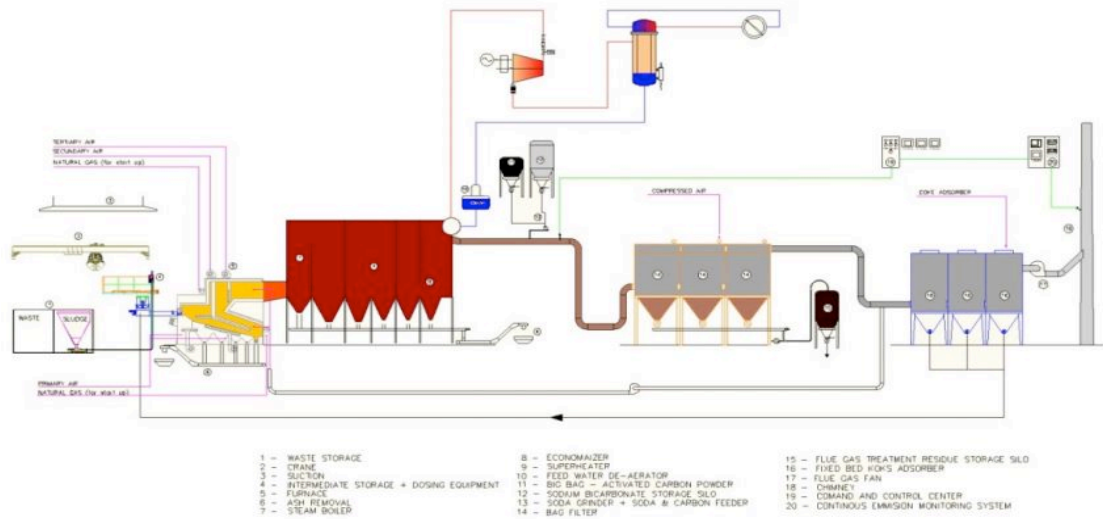 TERTIARY AIR
SECUNDARY AIR
NATURAL GAS (for start up)
COMPRESSED AIR
KOKE ADSORBER
WASTE
SLUDGE
PRIMARY AIR
NATURAL GAS (for start up)
1 - WASTE STORAGE
2 - CRANE
3 - SUCTION
4 - INTERMEDIATE STORAGE + DOSING EQUIPMENT
5 - FURNACE
6 - ASH REMOVAL
7 - STEAM BOILER
8 - ECONOMAIZER
9 - SUPERHEATER
10 - FEED WATER DE-AERATOR
11 - BIG BAG - ACTIVATED CARBON POWDER
12 - SODIUM BICARBONATE STORAGE SILO
13 - SODA GRINDER + SODA & CARBON FEEDER
14 - BAG FILTER
15 - FLUE GAS TREATMENT RESIDUE STORAGE SILO
16 - FIXED BED KOKS ADSORBER
17 - FLUE GAS FAN
18 - CHIMNEY
19 - COMAND AND CONTROL CENTER
20 - CONTINOUS EMMISION MONITORING SYSTEM